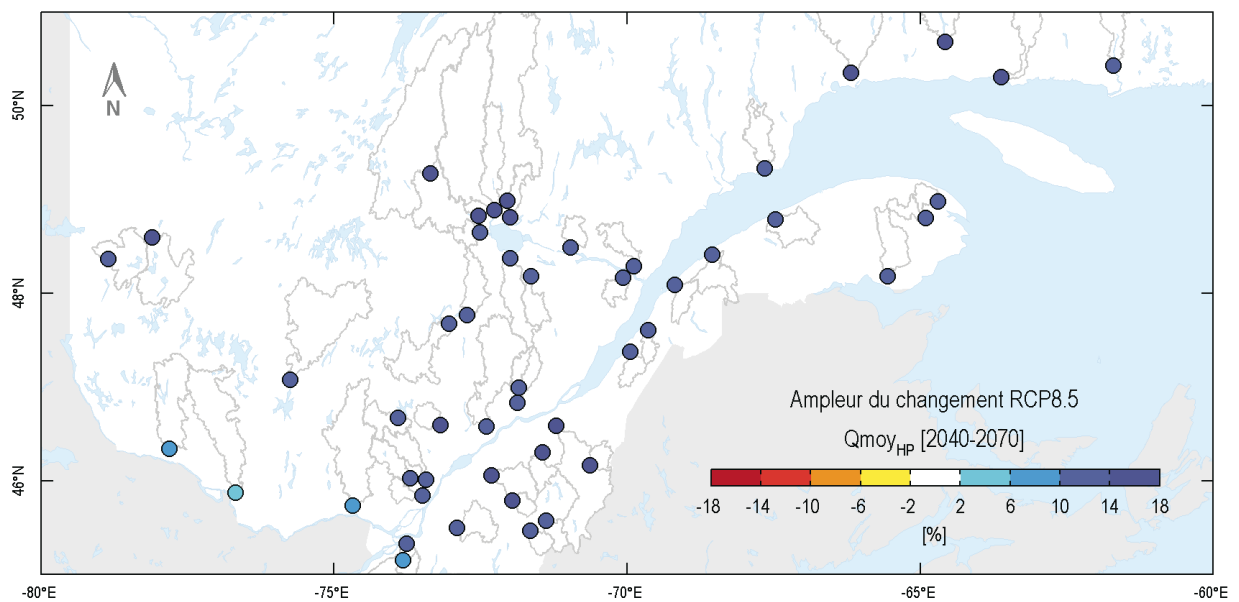 N
50°N
48°N
46°N
Ampleur du changement RCP8.5
QmoyHP [2040-2070]
-18 -14 -10 -6 -2 2 6 10 14 18
[%]
-80°E -75°E -70°E -65°E -60°E